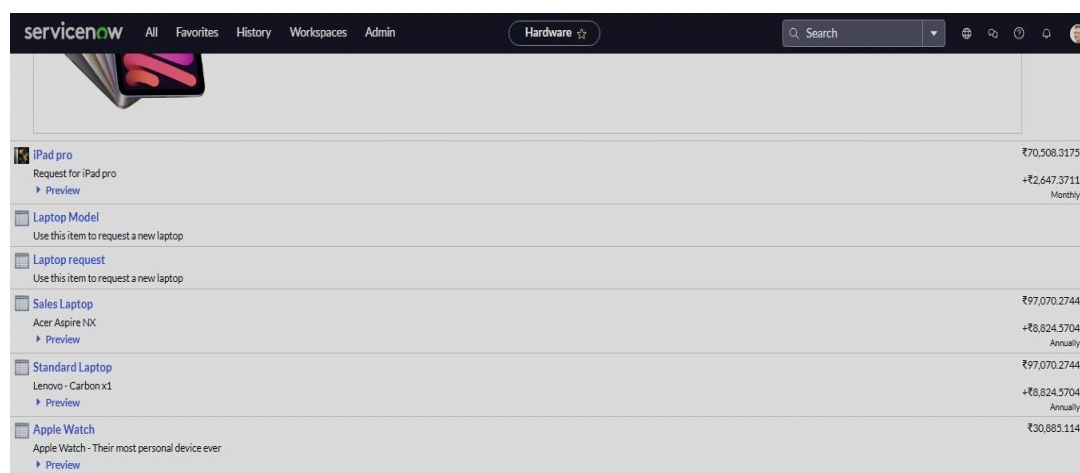 servicenow All Favorites History Workspaces Admin Hardware Search
iPad pro ₹70,508.3175
Request for iPad pro
+₹2,647.3711
Preview
Monthly
Laptop Model
Use this item to request a new laptop
Laptop request
Use this item to request a new laptop
Sales Laptop ₹97,070.2744
Acer Aspire NX
+₹8,824.5704
Preview
Annually
Standard Laptop ₹97,070.2744
Lenovo - Carbon x1
+₹8,824.5704
Preview
Annually
Apple Watch ₹30,885.114
Apple Watch - Their most personal device ever
Preview